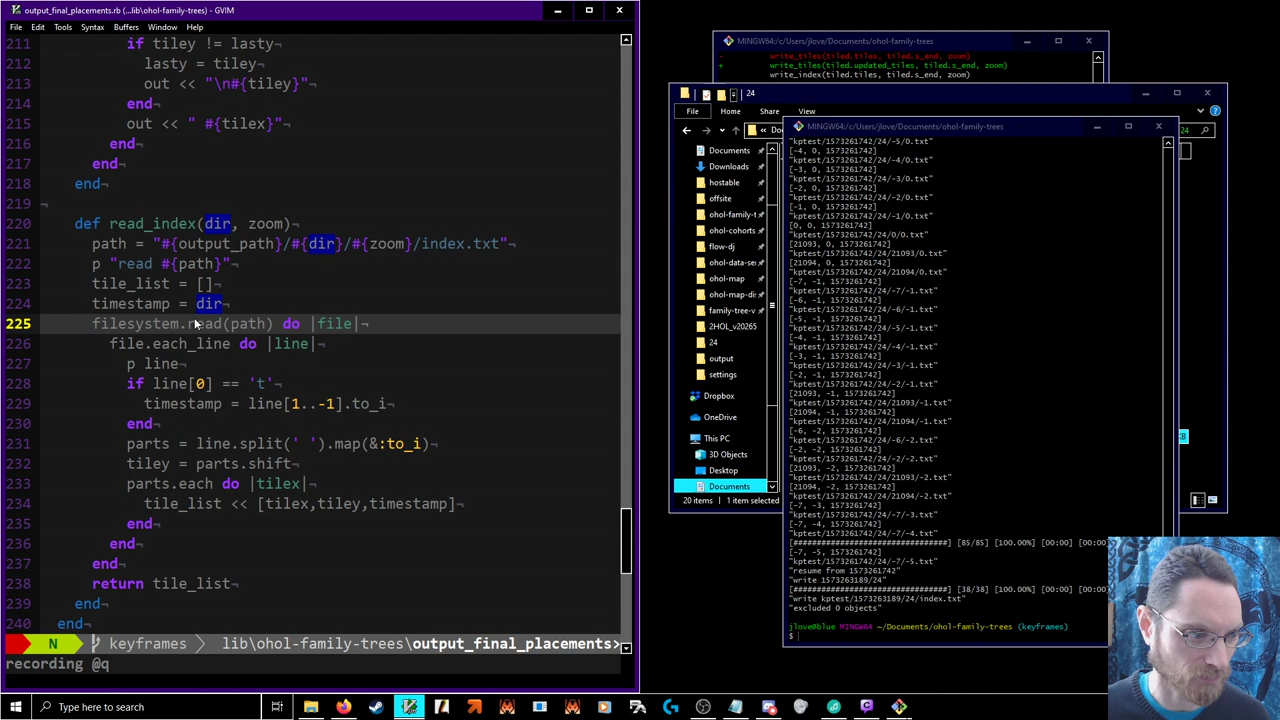 output_final_placements.rb (...lib\ohol-family-trees) - GVIM
File Edit Tools Syntax Buffers Window Help
211 if tiley != lasty
212 lasty = tiley¬
213 out << "\n#{tiley}"¬
214 end¬
215 out << " #{tilex}"¬
216 end¬
217 end¬
218 end¬
219 ¬
220 def read_index(dir, zoom)¬
221 path = "#{output_path}/#{dir}/#{zoom}/index.txt"¬
222 p "read #{path}"¬
223 tile_list = []¬
224 timestamp = dir¬
225 filesystem.read(path) do |file|¬
226 file.each_line do |line|¬
227 p line¬
228 if line[0] == 't'¬
229 timestamp = line[1..-1].to_i¬
230 end¬
231 parts = line.split(' ').map(&:to_i)¬
232 tiley = parts.shift¬
233 parts.each do |tilex|¬
234 tile_list << [tilex,tiley,timestamp]¬
235 end¬
236 end¬
237 end¬
238 return tile_list¬
239 end¬
240 end¬
N keyframes lib\ohol-family-trees\output_final_placements>
recording @q
MINGW64:/c/Users/jlove/Documents/ohol-family-trees
- write_tiles(tiled.tiles, tiled.s_end, zoom)
+ write_tiles(tiled.updated_tiles, tiled.s_end, zoom)
write_index(tiled.tiles, tiled.s_end, zoom)
24
File Home Share View
« Do
24
Documents
Downloads
hostable
offsite
ohol-family-t
ohol-cohorts
flow-dj
ohol-data-se
ohol-map
ohol-map-di
family-tree-v
2HOL_v20265
24
output
settings
Dropbox
OneDrive
This PC
3D Objects
Desktop
Documents
20 items 1 item selected
KB
MINGW64:/c/Users/jlove/Documents/ohol-family-trees
"kptest/1573261742/24/-5/0.txt"
[-4, 0, 1573261742]
"kptest/1573261742/24/-4/0.txt"
[-3, 0, 1573261742]
"kptest/1573261742/24/-3/0.txt"
[-2, 0, 1573261742]
"kptest/1573261742/24/-2/0.txt"
[-1, 0, 1573261742]
"kptest/1573261742/24/-1/0.txt"
[0, 0, 1573261742]
"kptest/1573261742/24/0/0.txt"
[21093, 0, 1573261742]
"kptest/1573261742/24/21093/0.txt"
[21094, 0, 1573261742]
"kptest/1573261742/24/21094/0.txt"
[-7, -1, 1573261742]
"kptest/1573261742/24/-7/-1.txt"
[-6, -1, 1573261742]
"kptest/1573261742/24/-6/-1.txt"
[-5, -1, 1573261742]
"kptest/1573261742/24/-5/-1.txt"
[-4, -1, 1573261742]
"kptest/1573261742/24/-4/-1.txt"
[-3, -1, 1573261742]
"kptest/1573261742/24/-3/-1.txt"
[-2, -1, 1573261742]
"kptest/1573261742/24/-2/-1.txt"
[21093, -1, 1573261742]
"kptest/1573261742/24/21093/-1.txt"
[21094, -1, 1573261742]
"kptest/1573261742/24/21094/-1.txt"
[-6, -2, 1573261742]
"kptest/1573261742/24/-6/-2.txt"
[-2, -2, 1573261742]
"kptest/1573261742/24/-2/-2.txt"
[21093, -2, 1573261742]
"kptest/1573261742/24/21093/-2.txt"
[21094, -2, 1573261742]
"kptest/1573261742/24/21094/-2.txt"
[-7, -3, 1573261742]
"kptest/1573261742/24/-7/-3.txt"
[-7, -4, 1573261742]
"kptest/1573261742/24/-7/-4.txt"
[##################################] [85/85] [100.00%] [00:00] [00:00]
[-7, -5, 1573261742]
"kptest/1573261742/24/-7/-5.txt"
"resume from 1573261742"
"write 1573263189/24"
[##################################] [38/38] [100.00%] [00:00] [00:00
"write kptest/1573263189/24/index.txt"
"excluded 0 objects"
jlove@blue MINGW64 ~/Documents/ohol-family-trees (keyframes)
$
Type here to search